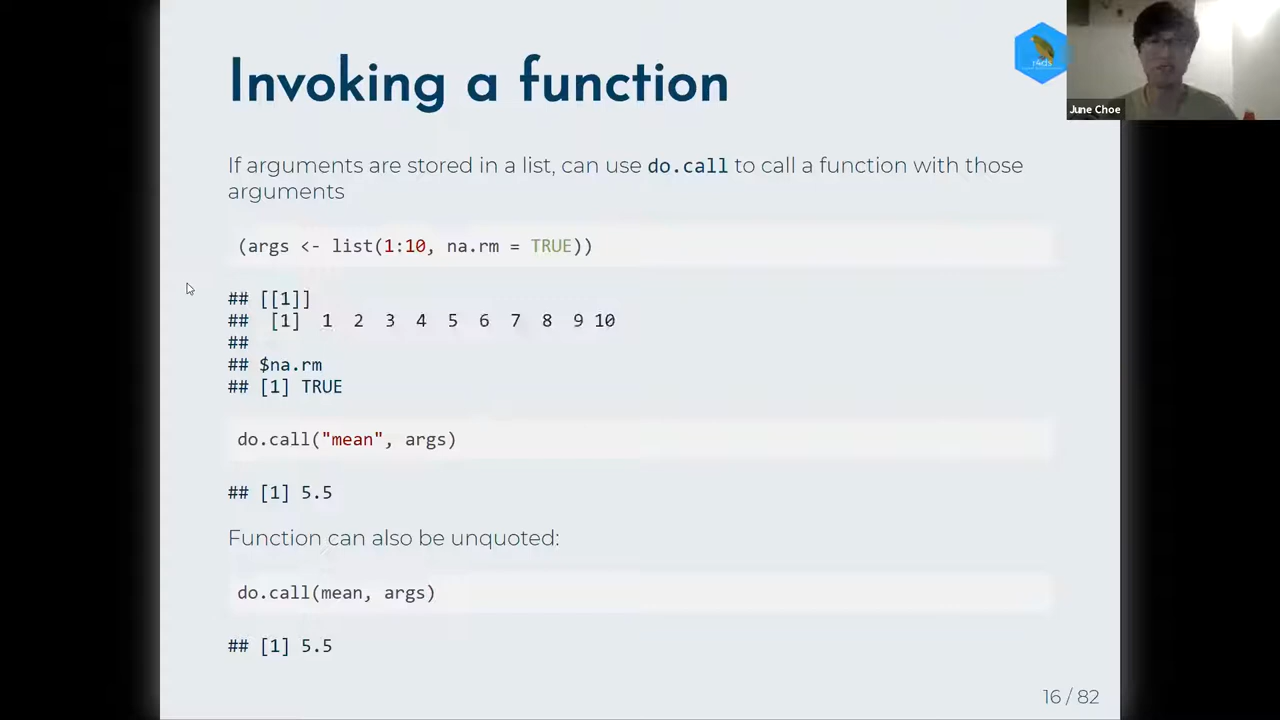 Invoking a function
r4ds
June Choe
If arguments are stored in a list, can use do.call to call a function with those
arguments
(args <- list(1:10, na.rm = TRUE))
## [[1]]
##  [1]  1  2  3  4  5  6  7  8  9 10
##
## $na.rm
## [1] TRUE
do.call("mean", args)
## [1] 5.5
Function can also be unquoted:
do.call(mean, args)
## [1] 5.5
16 / 82